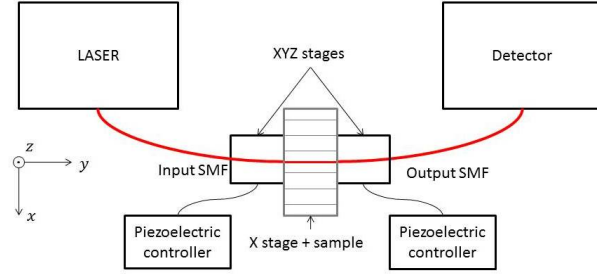 LASER
XYZ stages
Detector
z
y
x
Input SMF
Output SMF
Piezoelectric
controller
X stage + sample
Piezoelectric
controller